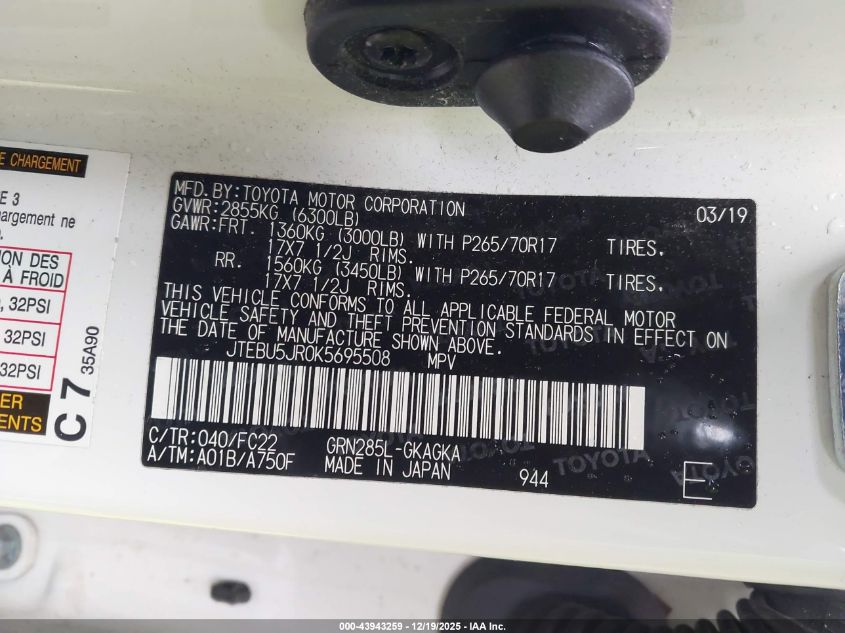 E CHARGEMENT
E 3
argement ne
ION DES
À FROID
, 32PSI
32PSI
32PSI
ER
MENTS
C 7 35A90
MFD. BY: TOYOTA MOTOR CORPORATION 03/19
GVWR: 2855KG (6300LB)
GAWR: FRT. 1360KG (3000LB) WITH P265/70R17 TIRES,
17X7 1/2J RIMS.
RR. 1560KG (3450LB) WITH P265/70R17 TIRES,
17X7 1/2J RIMS.
THIS VEHICLE CONFORMS TO ALL APPLICABLE FEDERAL MOTOR
VEHICLE SAFETY AND THEFT PREVENTION STANDARDS IN EFFECT ON
THE DATE OF MANUFACTURE SHOWN ABOVE.
JTEBU5JR0K5695508 MPV
C/TR: 040/FC22 GRN285L-GKAGKA
A/TM: A01B/A750F MADE IN JAPAN
944 E
000-43943259 - 12/19/2025 - IAA Inc.